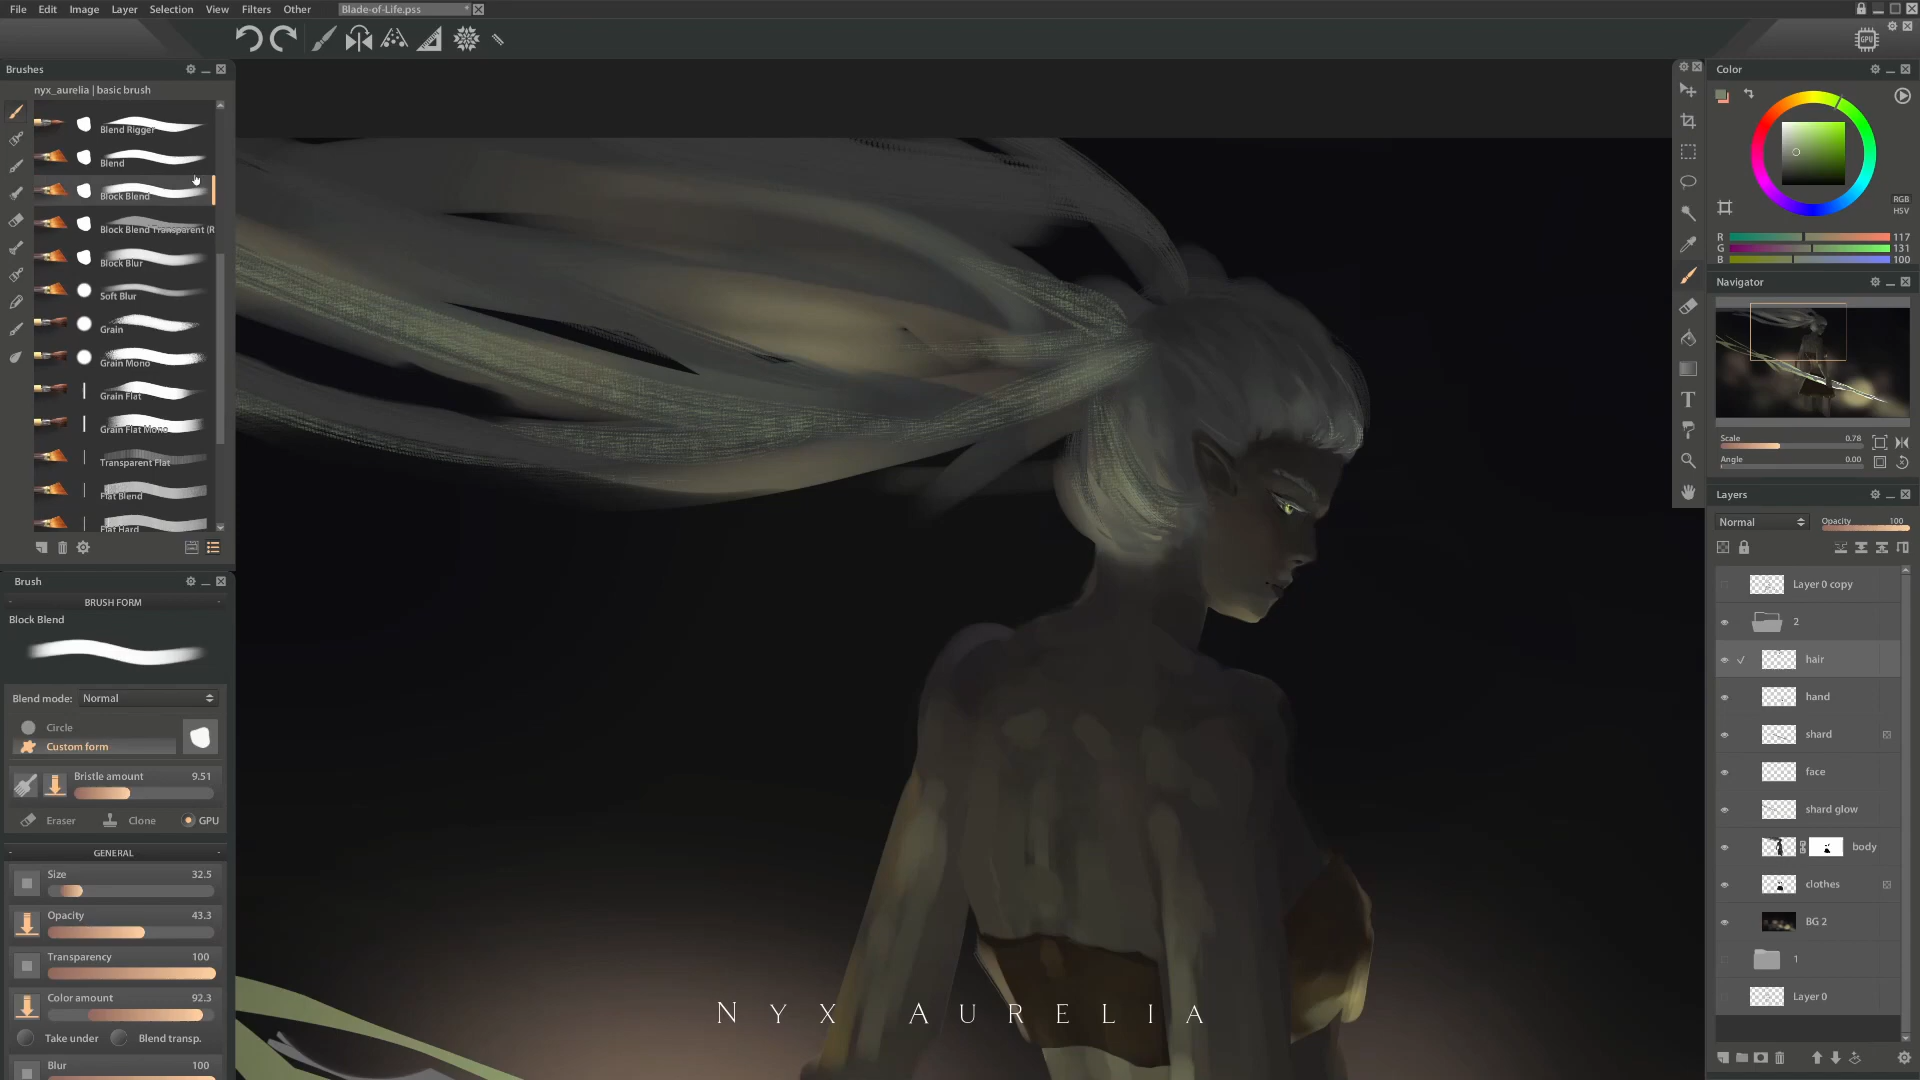 File Edit Image Layer Selection View Filters Other Blade-of-Life.pss
GPU
Brushes
nyx_aurelia | basic brush
Blend Rigger
Blend
Block Blend
Block Blend Transparent (R
Block Blur
Soft Blur
Grain
Grain Mono
Grain Flat
Grain Flat Mono
Transparent Flat
Flat Blend
Flat Hard
Brush
BRUSH FORM
Block Blend
Blend mode: Normal
Circle
Custom form
Bristle amount 9.51
Eraser Clone GPU
GENERAL
Size 32.5
Opacity 43.3
Transparency 100
Color amount 92.3
Take under Blend transp.
Blur 100
NYX AURELIA
Color
RGB
HSV
R 117
G 131
B 100
Navigator
Scale 0.78
Angle 0.00
Layers
Normal Opacity 100
Layer 0 copy
2
hair
hand
shard
face
shard glow
body
clothes
BG 2
1
Layer 0